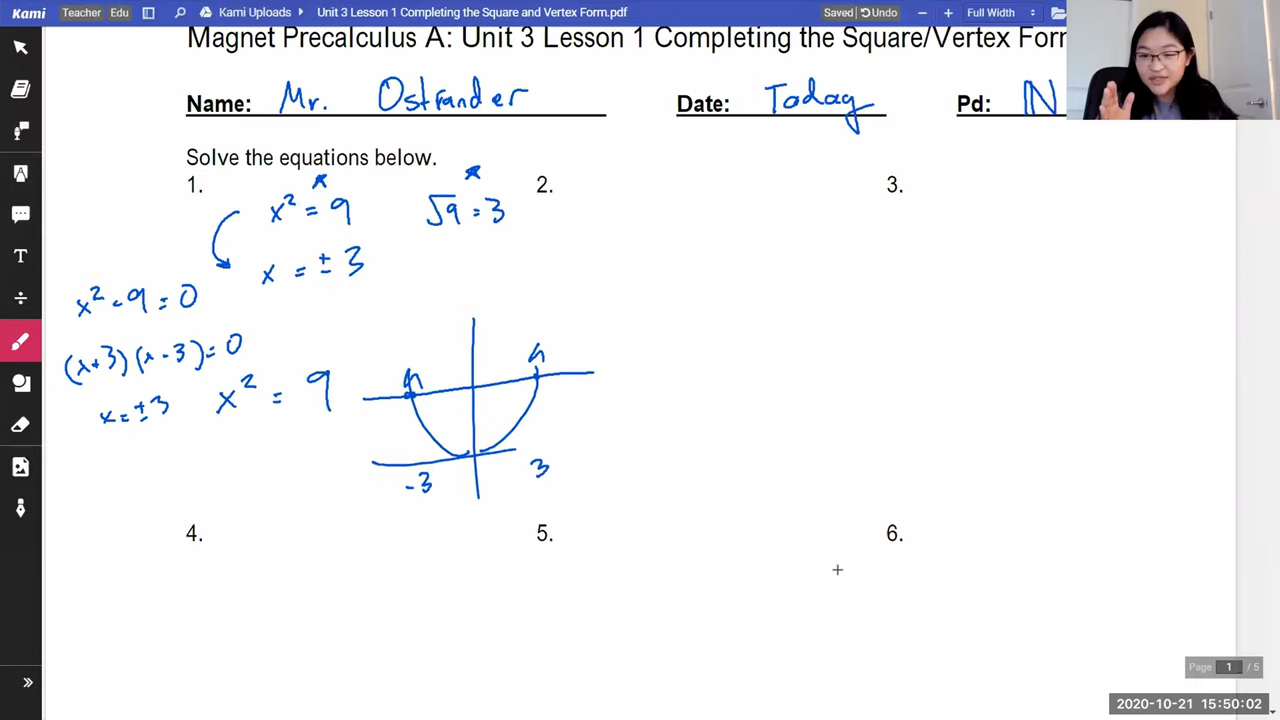 Kami Teacher Edu Kami Uploads > Unit 3 Lesson 1 Completing the Square and Vertex Form.pdf Saved Undo Full Width
Magnet Precalculus A: Unit 3 Lesson 1 Completing the Square/Vertex For
Name: Mr. Ostrander Date: Today Pd: N
Solve the equations below.
1. 2. 3.
x² = 9 √9 = 3
x = ± 3
x² - 9 = 0
(x+3)(x-3) = 0
x = ±3 x² = 9
-3 3
4. 5. 6.
Page 1 / 5
2020-10-21 15:50:02